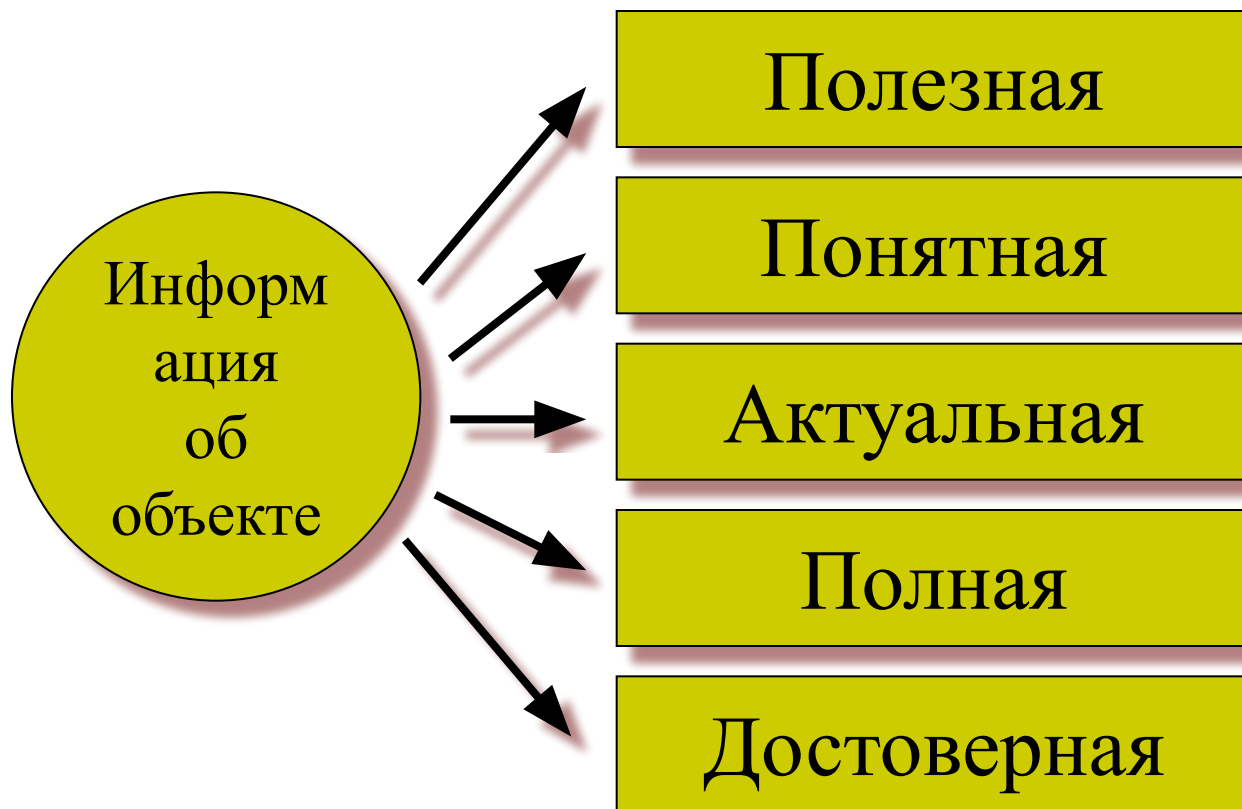 Информ
ация
об
объекте
Полезная
Понятная
Актуальная
Полная
Достоверная